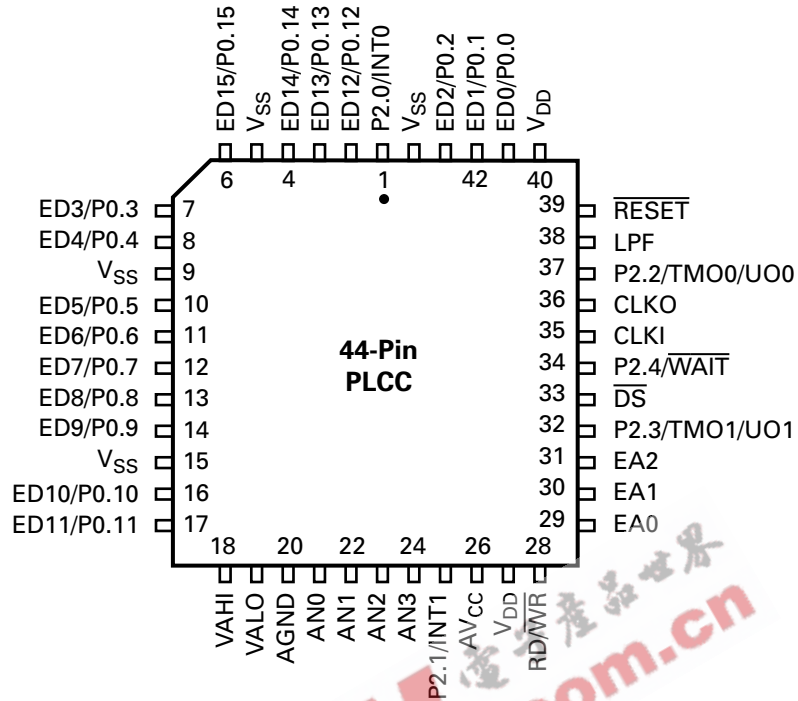 ED15/P0.15
VSS
ED14/P0.14
ED13/P0.13
ED12/P0.12
P2.0/INT0
VSS
ED2/P0.2
ED1/P0.1
ED0/P0.0
VDD
6 4 1 42 40
ED3/P0.3 7
ED4/P0.4 8
VSS 9
ED5/P0.5 10
ED6/P0.6 11
ED7/P0.7 12
ED8/P0.8 13
ED9/P0.9 14
VSS 15
ED10/P0.10 16
ED11/P0.11 17
44-Pin
PLCC
39 RESET
38 LPF
37 P2.2/TMO0/UO0
36 CLKO
35 CLKI
34 P2.4/WAIT
33 DS
32 P2.3/TMO1/UO1
31 EA2
30 EA1
29 EA0
18 20 22 24 26 28
VAHI
VALO
AGND
AN0
AN1
AN2
AN3
P2.1/INT1
AVCC
VDD
RD/WR
om.cn